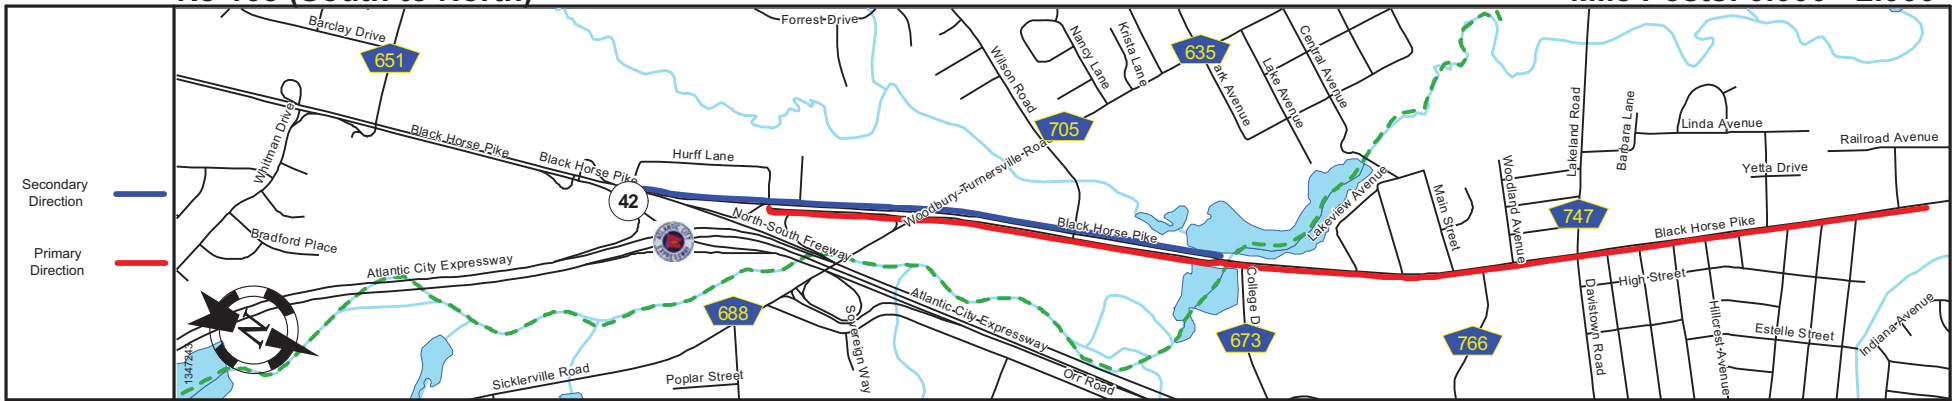 Barclay Drive
651
Forrest Drive
Wilson Road
Nancy Lane
Krista Lane
635
Park Avenue
Lake Avenue
Central Avenue
705
Lakeland Road
Barbara Lane
Linda Avenue
Railroad Avenue
Yetta Drive
Whitman Drive
Black Horse Pike
Black Horse Pike
Hurff Lane
42
Woodbury-Turnersville Road
Secondary
Direction
Primary
Direction
Bradford Place
Atlantic City Expressway
North-South Freeway
Black Horse Pike
Lakeview Avenue
Main Street
Woodland Avenue
747
Black Horse Pike
N
688
Sovereign Way
Atlantic City Expressway
College D
673
766
Davistown Road
High Street
Hillcrest Avenue
Estelle Street
Indiana Avenue
1347243
Sicklerville Road
Poplar Street
Orr Road